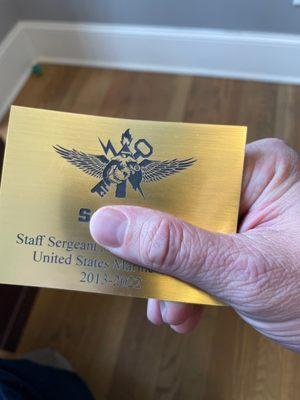 S
Staff Sergeant
United States Marine
2013-2022